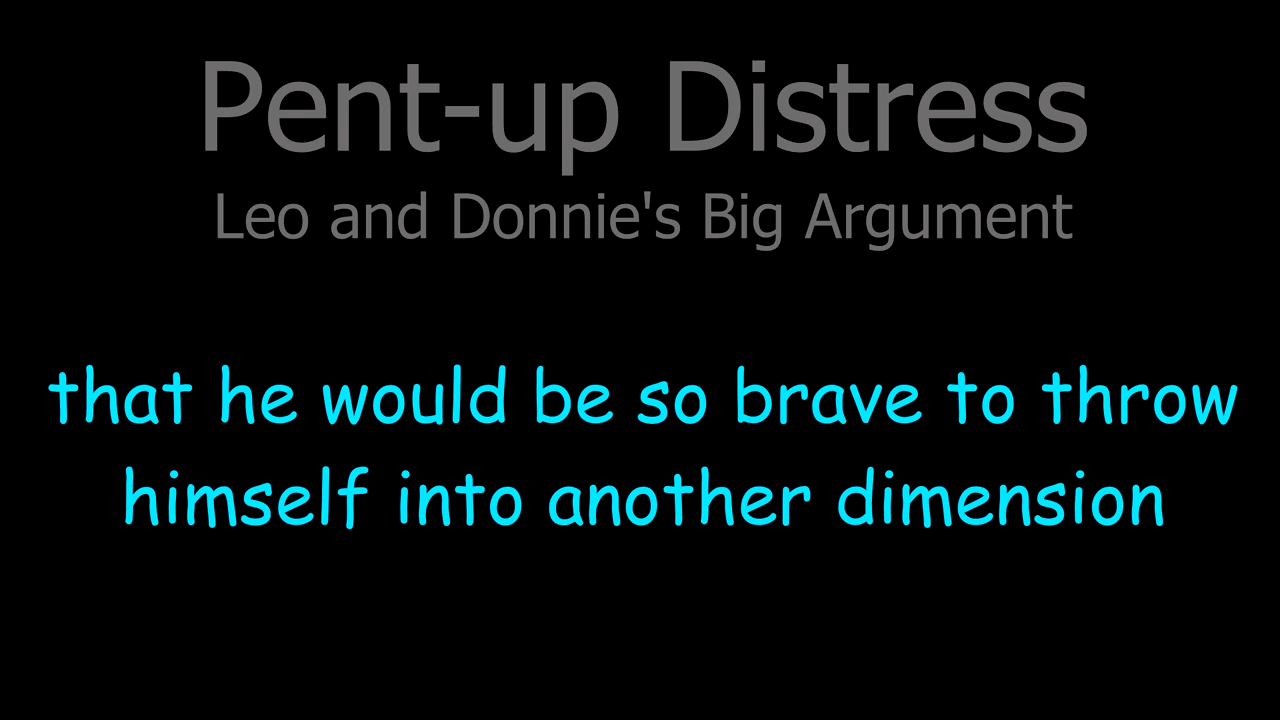 Pent-up Distress
Leo and Donnie's Big Argument
that he would be so brave to throw
himself into another dimension